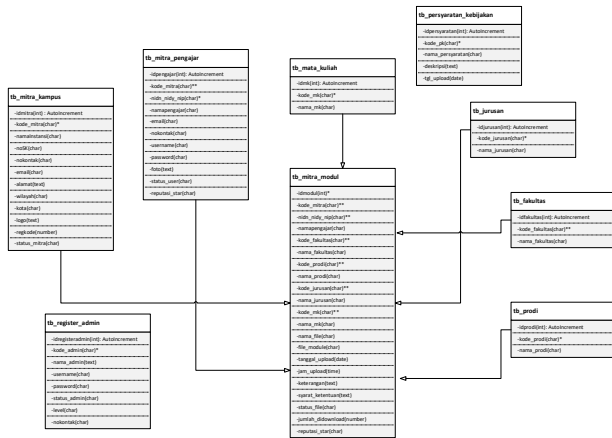 tb_persyaratan_kebijakan
-idpersyaratan(int): AutoIncrement
-kode_pk(char)*
-nama_persyaratan(char)
-deskripsi(text)
-tgl_upload(date)
tb_mitra_pengajar
-idpengajar(int): AutoIncrement
-kode_mitra(char)**
-nidn_nidy_nip(char)*
-namapengajar(char)
-email(char)
-nokontak(char)
-username(char)
-password(char)
-foto(text)
-status_user(char)
-reputasi_star(char)
tb_mata_kuliah
-idmk(int): AutoIncrement
-kode_mk(char)*
-nama_mk(char)
tb_mitra_kampus
-idmitra(int) : AutoIncrement
-kode_mitra(char)*
-namaInstansi(char)
-noSK(char)
-nokontak(char)
-email(char)
-alamat(text)
-wilayah(char)
-kota(char)
-logo(text)
-regkode(number)
-status_mitra(char)
tb_jurusan
-idjurusan(int): AutoIncrement
-kode_jurusan(char)*
-nama_jurusan(char)
tb_mitra_modul
-idmodul(int)*
-kode_mitra(char)**
-nidn_nidy_nip(char)**
-namapengajar(char)
-kode_fakultas(char)**
-nama_fakultas(char)
-kode_prodi(char)**
-nama_prodi(char)
-kode_jurusan(char)**
-nama_jurusan(char)
-kode_mk(char)**
-nama_mk(char)
-nama_file(char)
-file_module(char)
-tanggal_upload(date)
-jam_upload(time)
-keterangan(text)
-syarat_ketentuan(text)
-status_file(char)
-jumlah_didownload(number)
-reputasi_star(char)
tb_fakultas
-idfakultas(int): AutoIncrement
-kode_fakultas(char)**
-nama_fakultas(char)
tb_prodi
-idprodi(int): AutoIncrement
-kode_prodi(char)*
-nama_prodi(char)
tb_register_admin
-idregisteradmin(int): AutoIncrement
-kode_admin(char)*
-nama_admin(text)
-username(char)
-password(char)
-status_admin(char)
-level(char)
-nokontak(char)